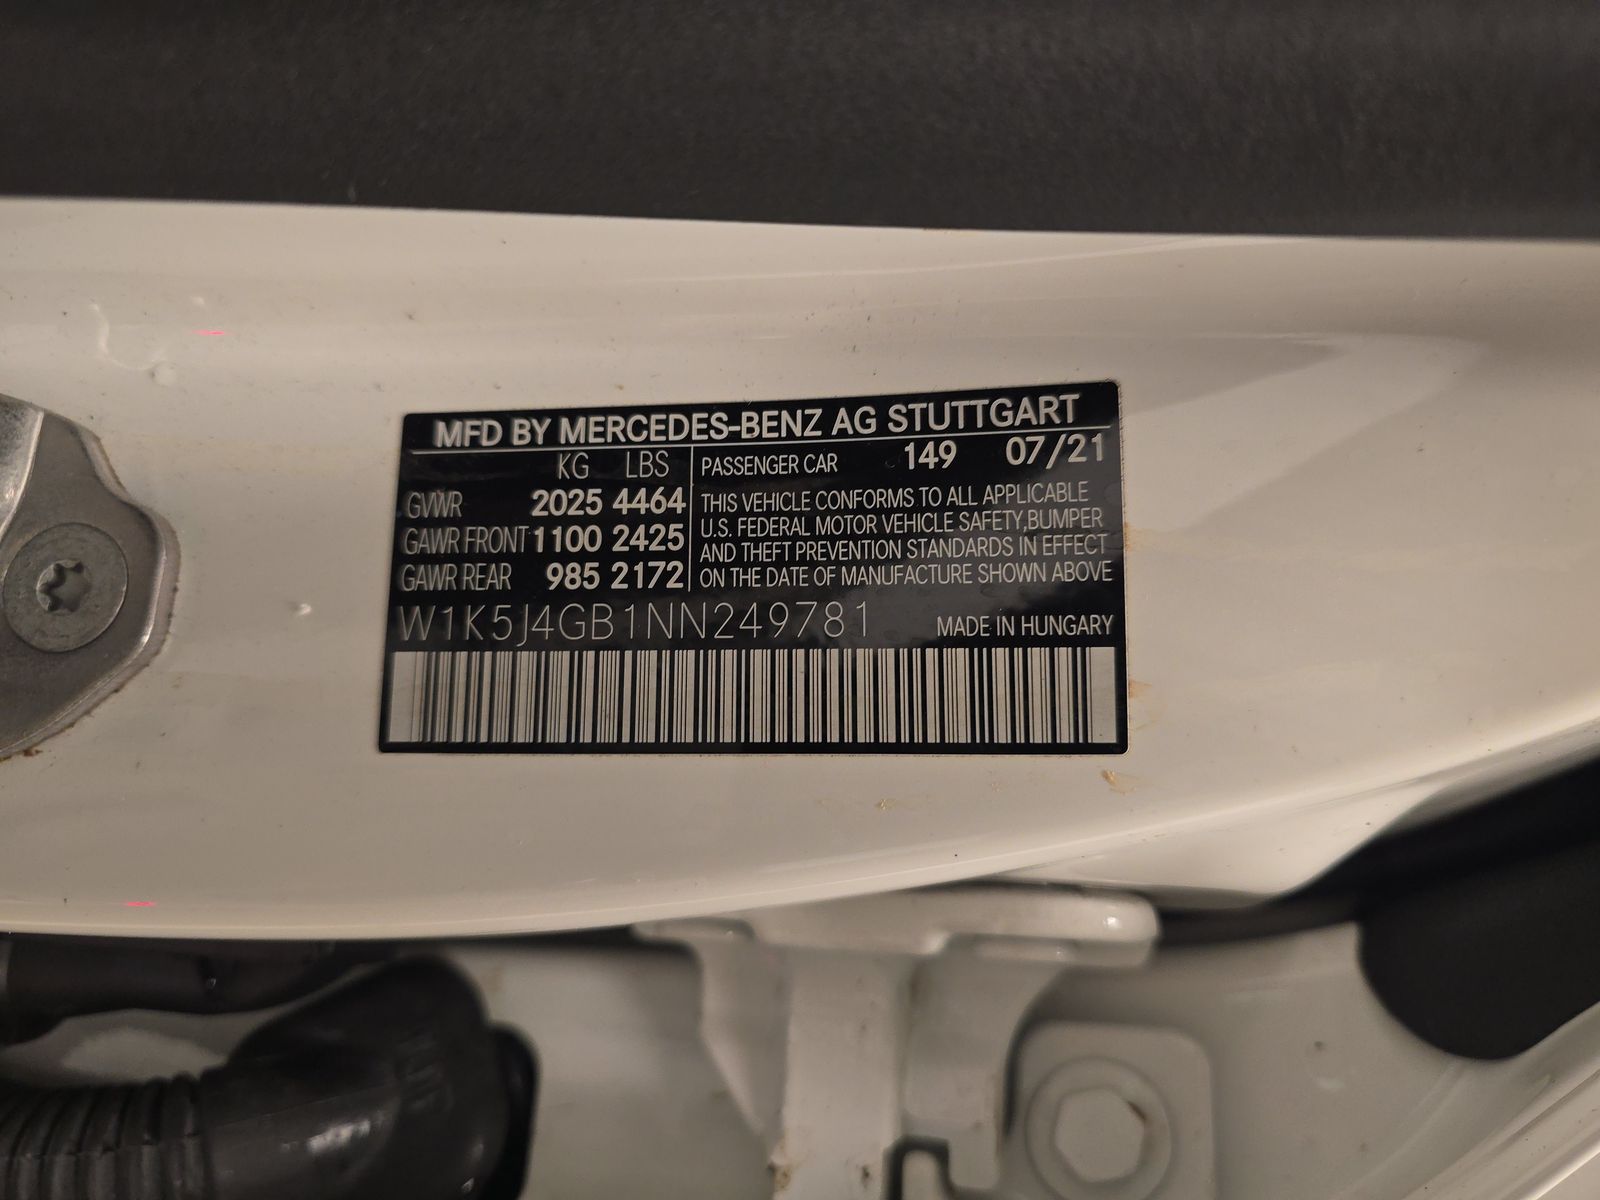 MFD BY MERCEDES-BENZ AG STUTTGART
KG LBS
GVWR 2025 4464
GAWR FRONT 1100 2425
GAWR REAR 985 2172
PASSENGER CAR 149 07/21
THIS VEHICLE CONFORMS TO ALL APPLICABLE
U.S. FEDERAL MOTOR VEHICLE SAFETY,BUMPER
AND THEFT PREVENTION STANDARDS IN EFFECT
ON THE DATE OF MANUFACTURE SHOWN ABOVE
W1K5J4GB1NN249781 MADE IN HUNGARY